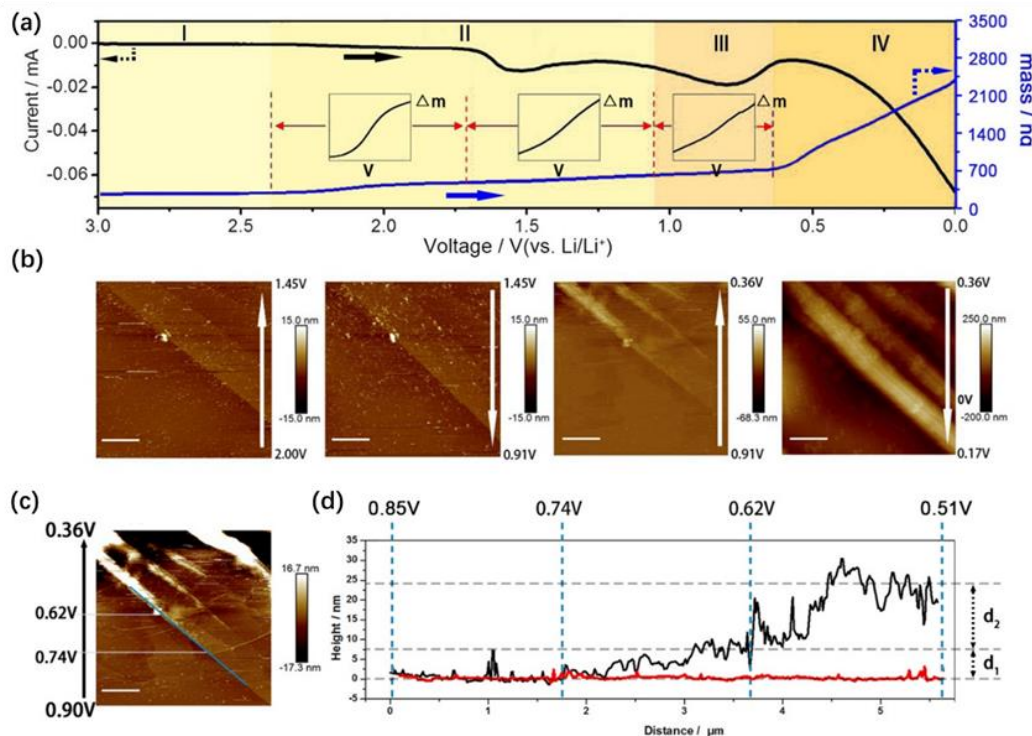 (a)
I
II
III
IV
0.00
-0.02
-0.04
-0.06
Current / mA
3500
2800
2100
1400
700
0
mass / ng
△m
V
△m
V
△m
V
3.0
2.5
2.0
1.5
1.0
0.5
0.0
Voltage / V(vs. Li/Li⁺)
(b)
1.45V
15.0 nm
-15.0 nm
2.00V
1.45V
15.0 nm
-15.0 nm
0.91V
0.36V
55.0 nm
-68.3 nm
0.91V
0.36V
250.0 nm
0V
-200.0 nm
0.17V
(c)
0.36V
0.62V
0.74V
0.90V
16.7 nm
-17.3 nm
(d)
0.85V
0.74V
0.62V
0.51V
35
30
25
20
15
10
5
0
5
Height / nm
d₂
d₁
0
1
2
3
4
5
Distance / μm